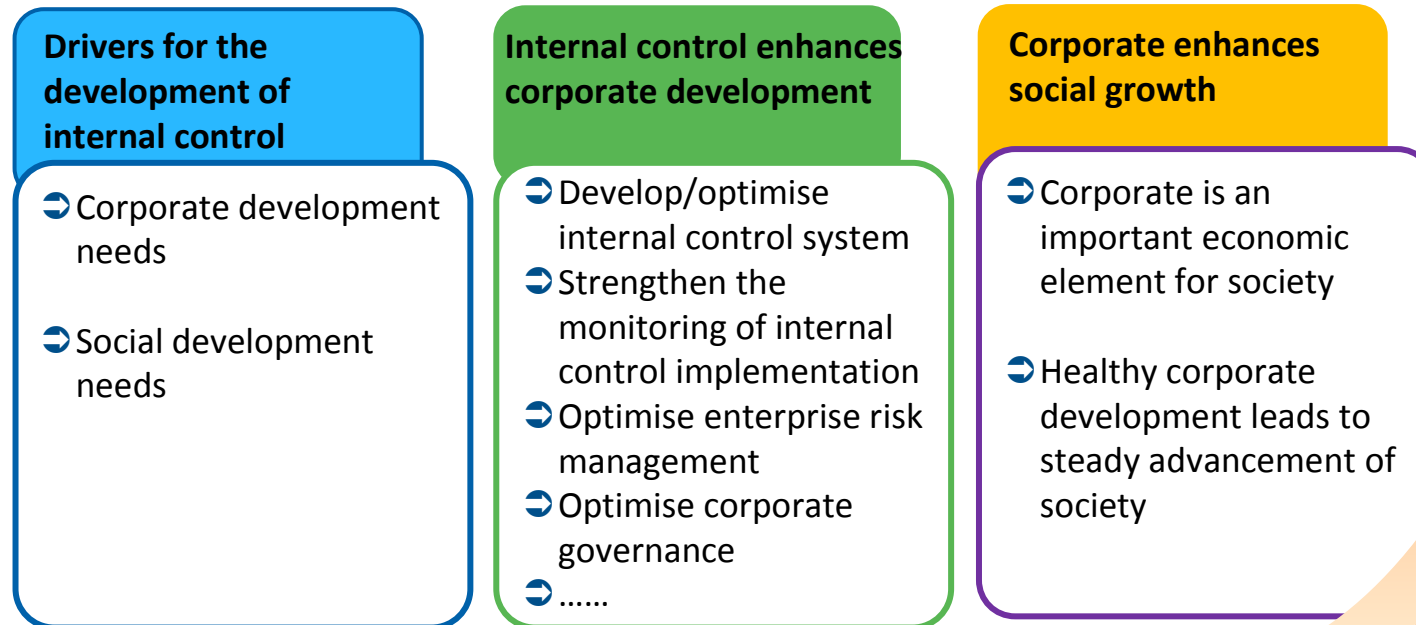 Drivers for the
development of
internal control
➲ Corporate development
needs
➲ Social development
needs
Internal control enhances
corporate development
➲ Develop/optimise
internal control system
➲ Strengthen the
monitoring of internal
control implementation
➲ Optimise enterprise risk
management
➲ Optimise corporate
governance
➲ ......
Corporate enhances
social growth
➲ Corporate is an
important economic
element for society
➲ Healthy corporate
development leads to
steady advancement of
society